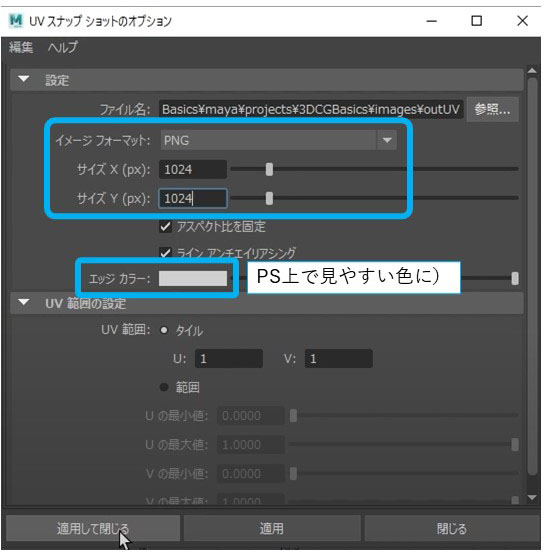 UV スナップ ショットのオプション
編集 ヘルプ
設定
ファイル名: Basics¥maya¥projects¥3DCGBasics¥images¥outUV 参照...
イメージ フォーマット: PNG
サイズ X (px): 1024
サイズ Y (px): 1024
アスペクト比を固定
ライン アンチエイリアシング
エッジ カラー: PS上で見やすい色に）
UV 範囲の設定
UV 範囲: タイル
U: 1 V: 1
範囲
U の最小値: 0.0000
U の最大値: 1.0000
V の最小値: 0.0000
V の最大値: 1.0000
適用して閉じる 適用 閉じる